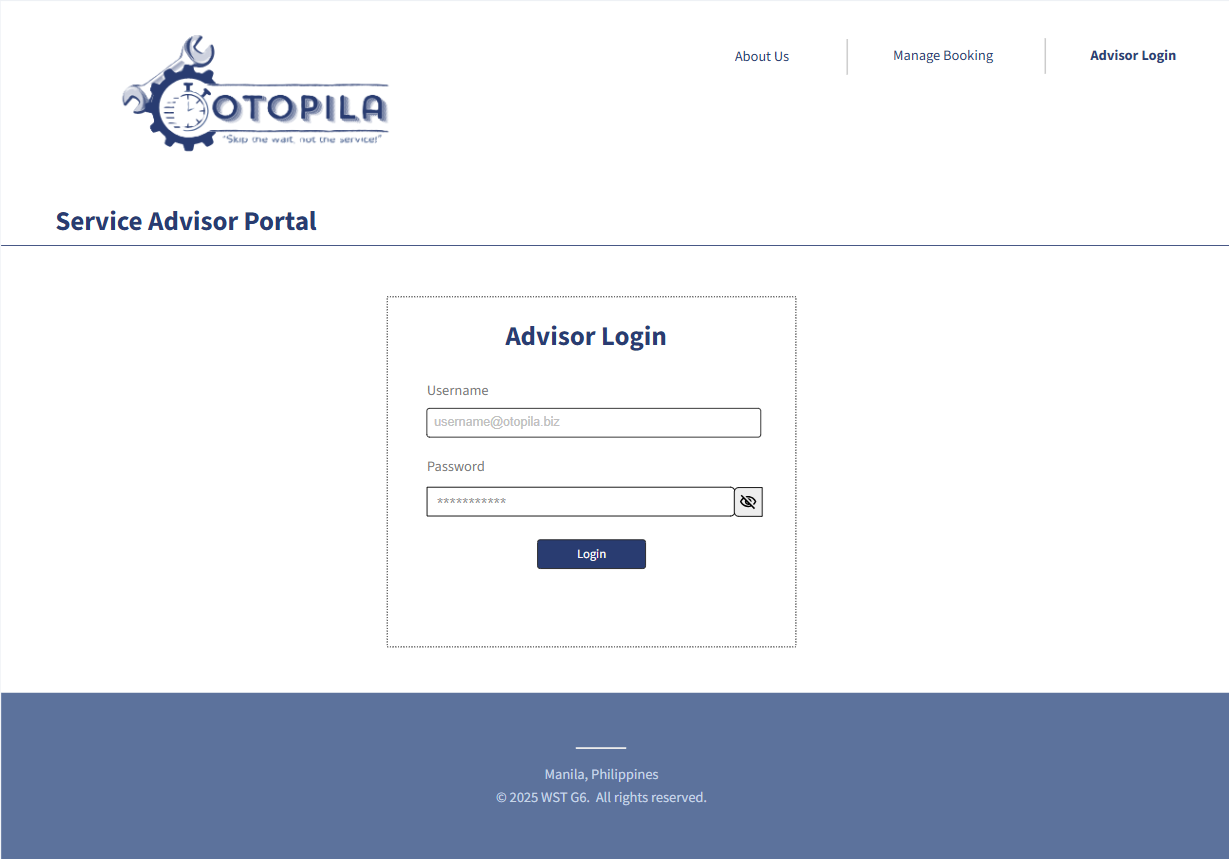 OTOPILA
"Skip the wait, not the service!"
About Us
Manage Booking
Advisor Login
Service Advisor Portal
Advisor Login
Username
username@otopila.biz
Password
***********
Login
Manila, Philippines
© 2025 WST G6.  All rights reserved.